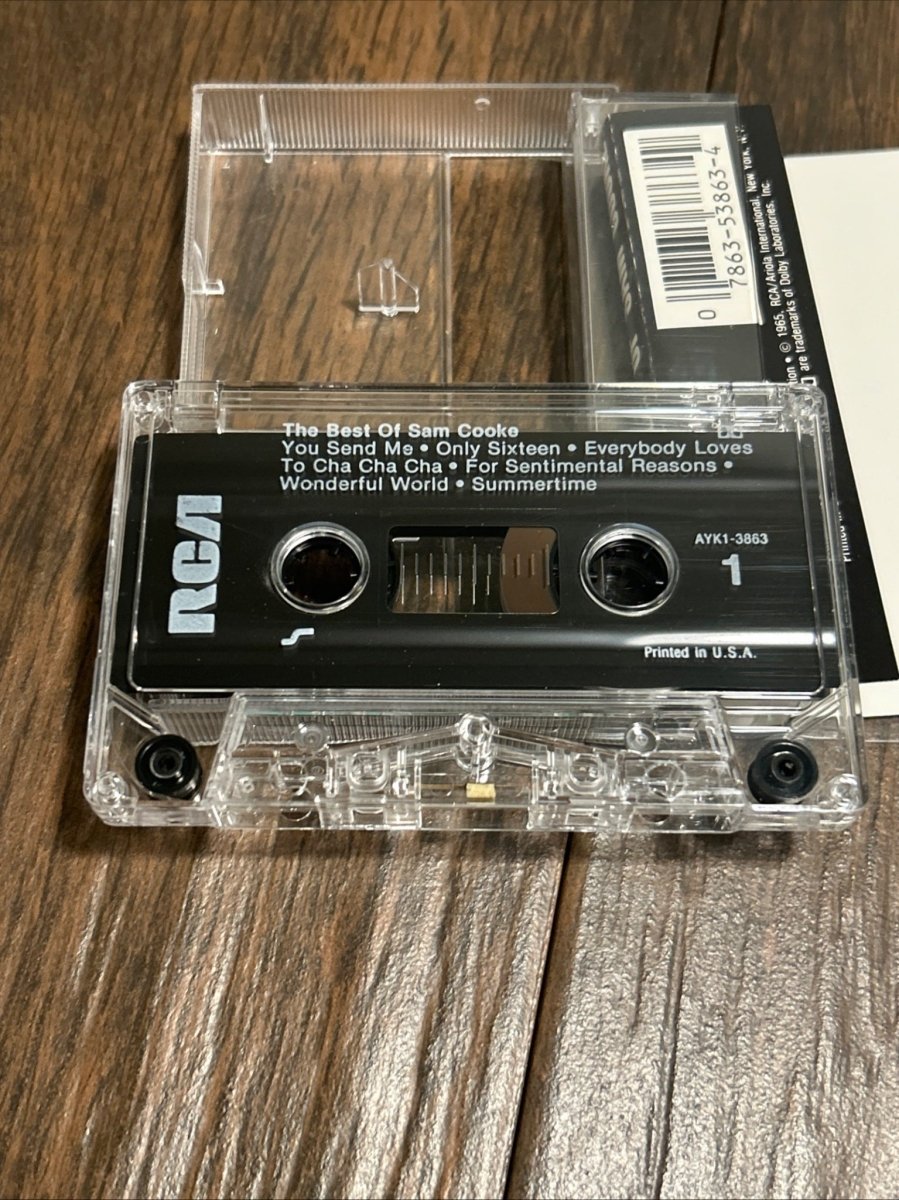 The Best Of Sam Cooke
You Send Me • Only Sixteen • Everybody Loves
To Cha Cha Cha • For Sentimental Reasons •
Wonderful World • Summertime
RCA
AYK1-3863
1
Printed in U.S.A.
0 7863-53863-4
• © 1965, RCA/Ariola International, New York,
are trademarks of Dolby Laboratories, Inc.
Printed